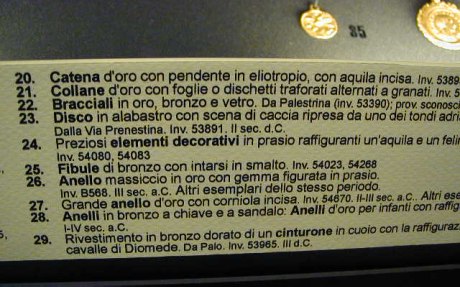 85
20. Catena d'oro con pendente in eliotropio, con aquila incisa. Inv. 5389
21. Collane d'oro con foglie o dischetti traforati alternati a granati. Inv.
22. Bracciali in oro, bronzo e vetro. Da Palestrina (inv. 53390); prov. sconosci
23. Disco in alabastro con scena di caccia ripresa da uno dei tondi adria
Dalla Via Prenestina. Inv. 53891. II sec. d.C.
24. Preziosi elementi decorativi in prasio raffiguranti un'aquila e un felin
Inv. 54080, 54083
25. Fibule di bronzo con intarsi in smalto. Inv. 54023, 54268
26. Anello massiccio in oro con gemma figurata in prasio.
Inv. B568. III sec. a.C. Altri esemplari dello stesso periodo.
27. Grande anello d'oro con corniola incisa. Inv. 54670. II-III sec. a.C.. Altri ese
28. Anelli in bronzo a chiave e a sandalo: Anelli d'oro per infanti con raffig
I-IV sec. a.C.
29. Rivestimento in bronzo dorato di un cinturone in cuoio con la raffiguraz
cavalle di Diomede. Da Palo. Inv. 53965. III d.C.